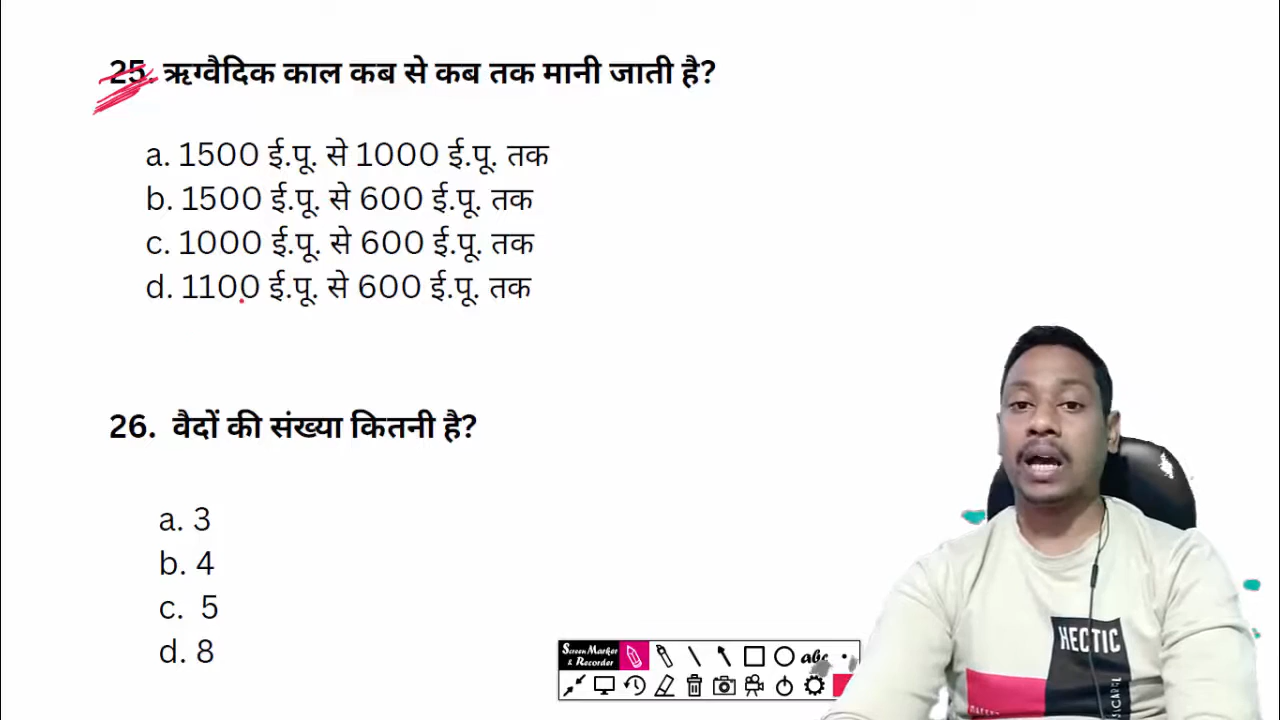 25. ऋग्वैदिक काल कब से कब तक मानी जाती है?
a. 1500 ई.पू. से 1000 ई.पू. तक
b. 1500 ई.पू. से 600 ई.पू. तक
c. 1000 ई.पू. से 600 ई.पू. तक
d. 1100 ई.पू. से 600 ई.पू. तक
26. वैदों की संख्या कितनी है?
a. 3
b. 4
c. 5
d. 8
Screen Marker
& Recorder
abc
HECTIC